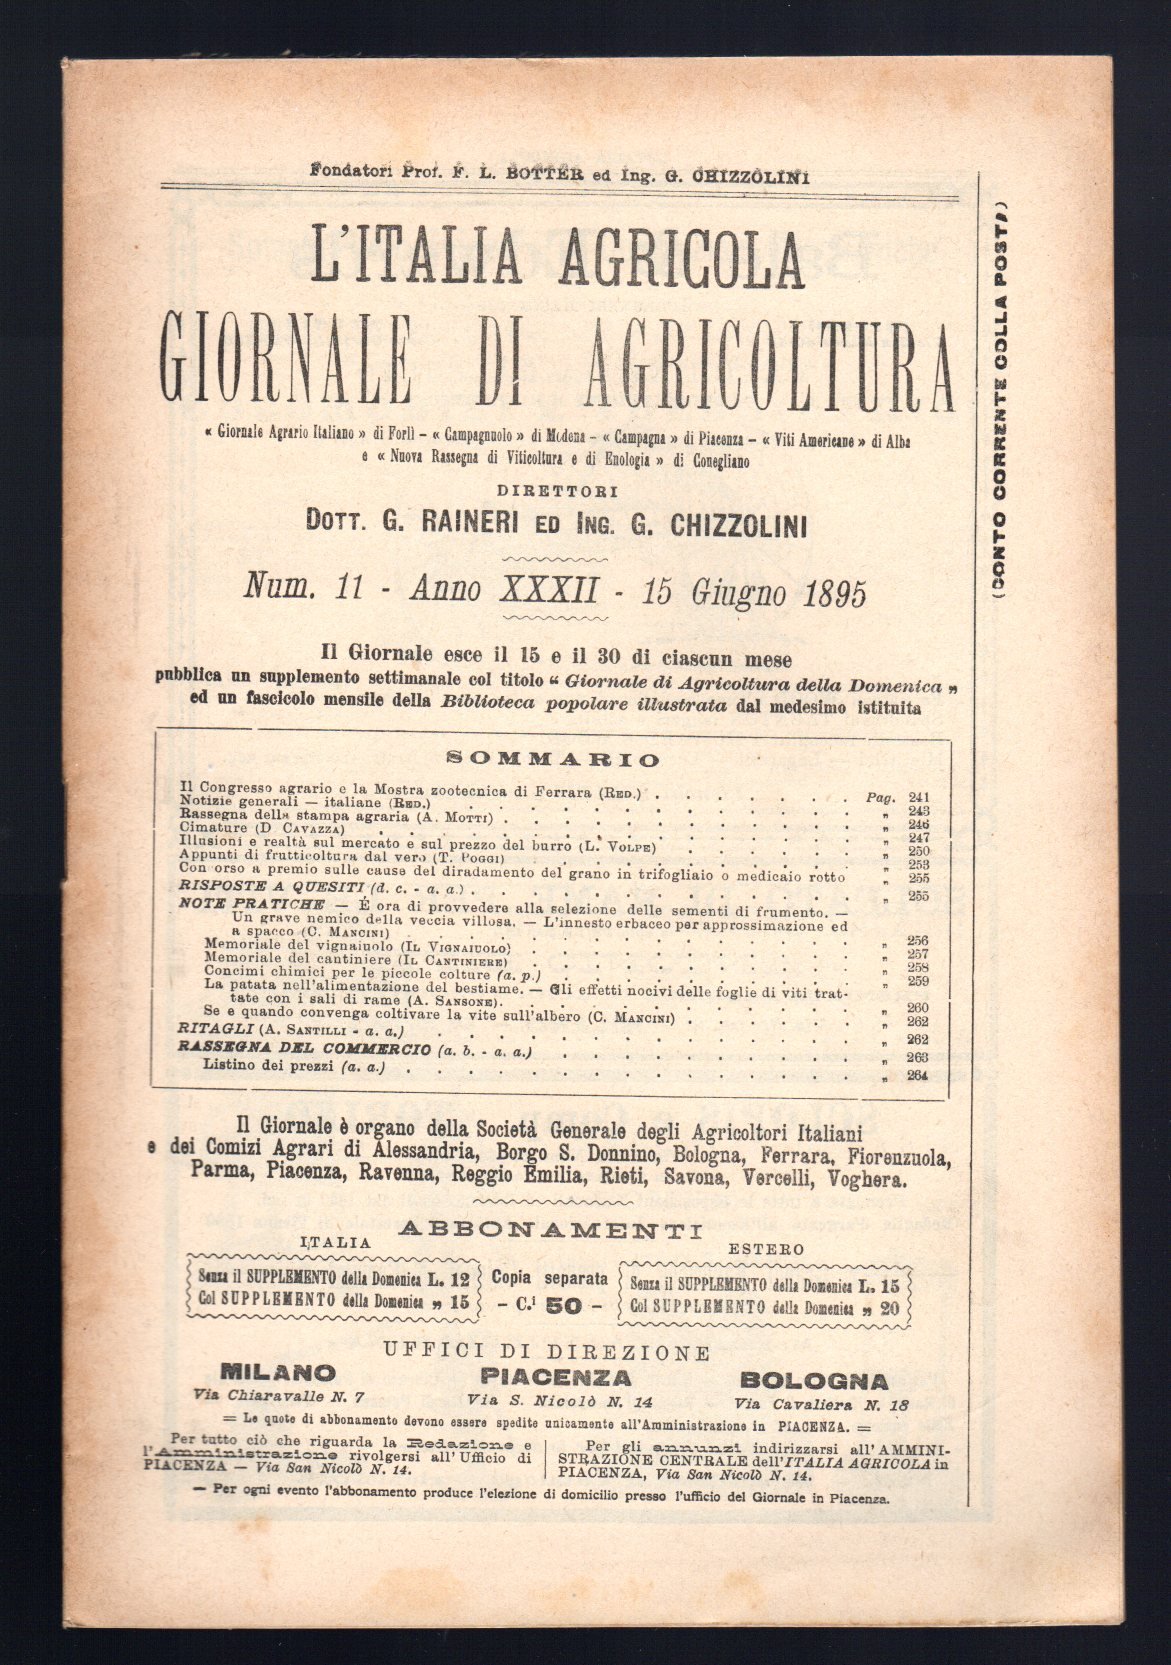 Fondatori Prof. F. L. BOTTER ed Ing. G. CHIZZOLINI
L'ITALIA AGRICOLA
GIORNALE DI AGRICOLTURA
« Giornale Agrario Italiano » di Forlì – « Campagnuolo » di Modena – « Campagna » di Piacenza – « Viti Americane » di Alba
e « Nuova Rassegna di Viticoltura e di Enologia » di Conegliano
DIRETTORI
DOTT. G. RAINERI ED ING. G. CHIZZOLINI
Num. 11 - Anno XXXII - 15 Giugno 1895
Il Giornale esce il 15 e il 30 di ciascun mese
pubblica un supplemento settimanale col titolo “ Giornale di Agricoltura della Domenica „
ed un fascicolo mensile della Biblioteca popolare illustrata dal medesimo istituita
SOMMARIO
Il Congresso agrario e la Mostra zootecnica di Ferrara (RED.) . . . . . . . Pag. 241
Notizie generali — italiane (RED.) . . . . . . . „ 243
Rassegna della stampa agraria (A. MOTTI) . . . . . . . „ 246
Cimature (D CAVAZZA) . . . . . . . „ 247
Illusioni e realtà sul mercato e sul prezzo del burro (L. VOLPE) . . . . . . „ 250
Appunti di frutticoltura dal vero (T. POGGI) . . . . . . „ 253
Con orso a premio sulle cause del diradamento del grano in trifogliaio o medicaio rotto „ 255
RISPOSTE A QUESITI (d. c. - a. a.) . . . . . . . „ 255
NOTE PRATICHE — È ora di provvedere alla selezione delle sementi di frumento. —
Un grave nemico della veccia villosa. — L'innesto erbaceo per approssimazione ed
a spacco (C. MANCINI) . . . . . . . „ 256
Memoriale del vignaiuolo (IL VIGNAIUOLO) . . . . . . . „ 257
Memoriale del cantiniere (IL CANTINIERE) . . . . . . . „ 258
Concimi chimici per le piccole colture (a. p.) . . . . . . . „ 259
La patata nell'alimentazione del bestiame. — Gli effetti nocivi delle foglie di viti trat-
tate con i sali di rame (A. SANSONE). . . . . . . . „ 260
Se e quando convenga coltivare la vite sull'albero (C. MANCINI) . . . . . . „ 262
RITAGLI (A. SANTILLI - a. a.) . . . . . . . „ 262
RASSEGNA DEL COMMERCIO (a. b. - a. a.) . . . . . . . „ 263
Listino dei prezzi (a. a.) . . . . . . . „ 264
Il Giornale è organo della Società Generale degli Agricoltori Italiani
e dei Comizi Agrari di Alessandria, Borgo S. Donnino, Bologna, Ferrara, Fiorenzuola,
Parma, Piacenza, Ravenna, Reggio Emilia, Rieti, Savona, Vercelli, Voghera.
ABBONAMENTI
ITALIA
Senza il SUPPLEMENTO della Domenica L. 12
Col SUPPLEMENTO della Domenica „ 15
Copia separata
– C.i 50 –
ESTERO
Senza il SUPPLEMENTO della Domenica L. 15
Col SUPPLEMENTO della Domenica „ 20
UFFICI DI DIREZIONE
MILANO
Via Chiaravalle N. 7
PIACENZA
Via S. Nicolò N. 14
BOLOGNA
Via Cavaliera N. 18
= Le quote di abbonamento devono essere spedite unicamente all'Amministrazione in PIACENZA. =
Per tutto ciò che riguarda la Redazione e
l'Amministrazione rivolgersi all'Ufficio di
PIACENZA — Via San Nicolò N. 14.
Per gli annunzi indirizzarsi all'AMMINI-
STRAZIONE CENTRALE dell'ITALIA AGRICOLA in
PIACENZA, Via San Nicolò N. 14.
— Per ogni evento l'abbonamento produce l'elezione di domicilio presso l'ufficio del Giornale in Piacenza.
(CONTO CORRENTE COLLA POSTA)